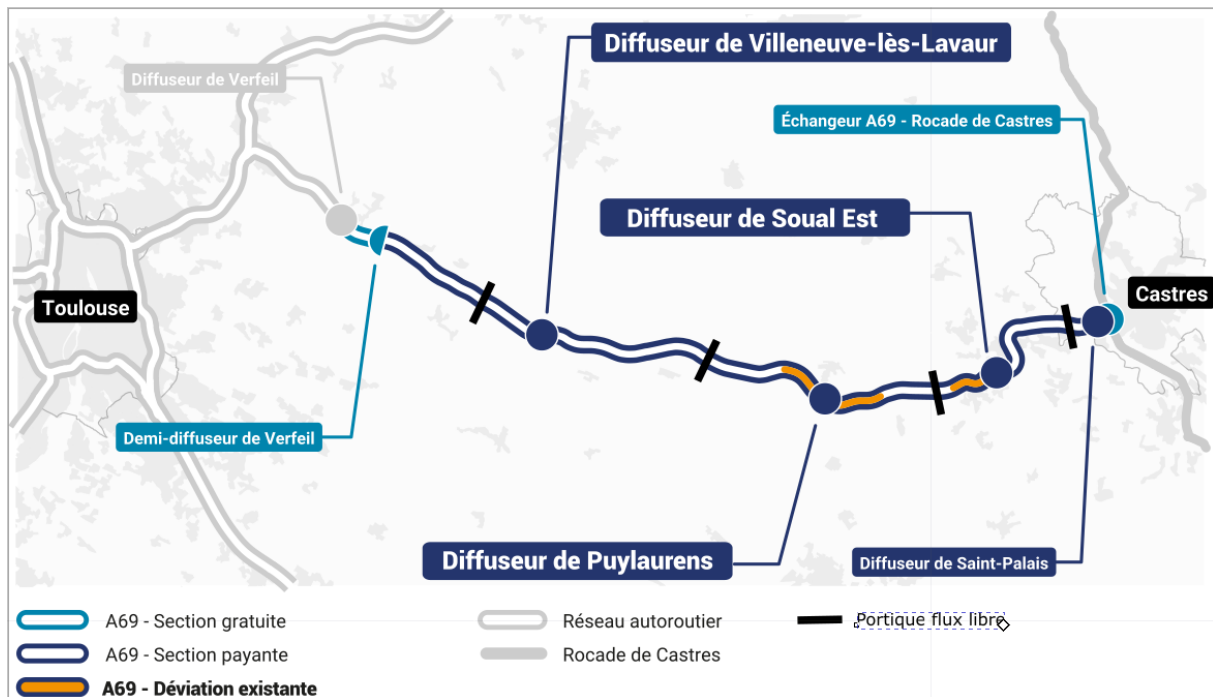 Diffuseur de Villeneuve-lès-Lavaur
Diffuseur de Verfeil
Échangeur A69 - Rocade de Castres
Diffuseur de Soual Est
Toulouse
Castres
Demi-diffuseur de Verfeil
Diffuseur de Puylaurens
Diffuseur de Saint-Palais
A69 - Section gratuite
Réseau autoroutier
Portique flux libre
A69 - Section payante
Rocade de Castres
A69 - Déviation existante